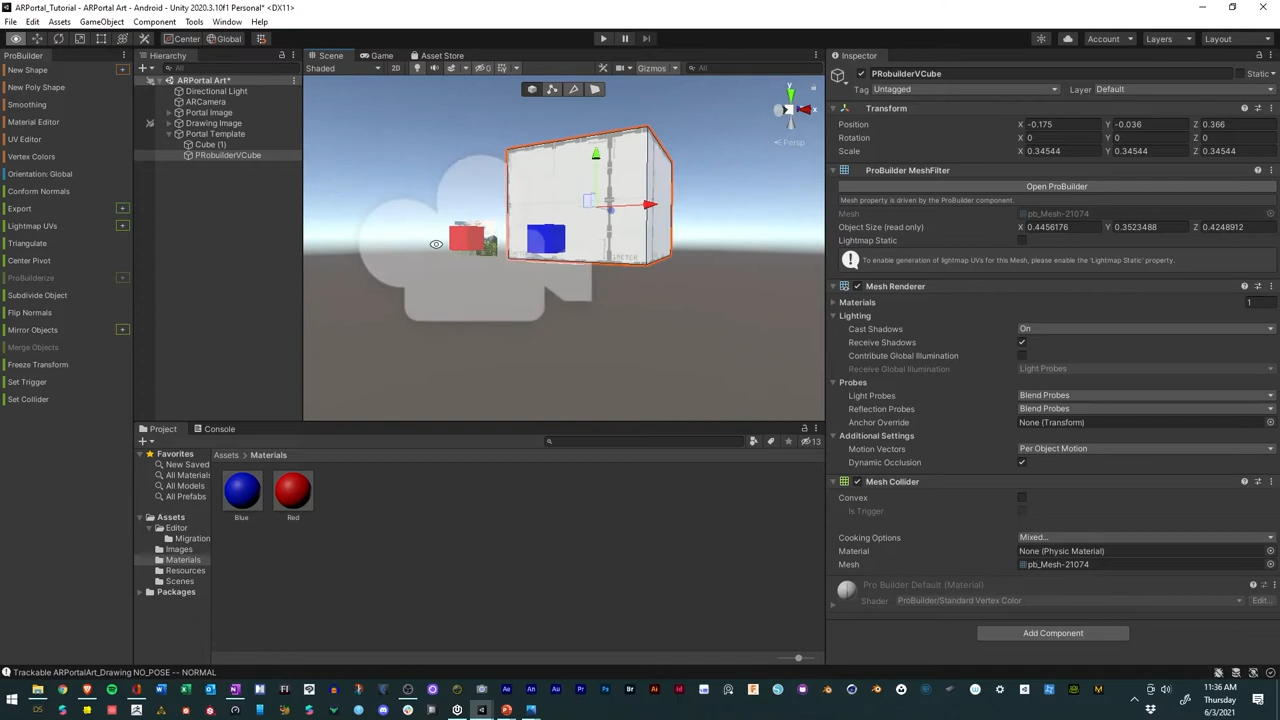 ARPortal_Tutorial - ARPortal Art - Android - Unity 2020.3.10f1 Personal* <DX11>
File Edit Assets GameObject Component Tools Window Help
Center Global Account Layers Layout
ProBuilder
New Shape
New Poly Shape
Smoothing
Material Editor
UV Editor
Vertex Colors
Orientation: Global
Conform Normals
Export
Lightmap UVs
Triangulate
Center Pivot
ProBuilderize
Subdivide Object
Flip Normals
Mirror Objects
Merge Objects
Freeze Transform
Set Trigger
Set Collider
Hierarchy
All
ARPortal Art*
Directional Light
ARCamera
Portal Image
Drawing Image
Portal Template
Cube (1)
PRobuilderVCube
Scene Game Asset Store
Shaded 2D 0 Gizmos All
y
x
Persp
Project Console
13
Favorites
New Saved
All Materials
All Models
All Prefabs
Assets
Editor
Migration
Images
Materials
Resources
Scenes
Packages
Assets > Materials
Blue Red
Inspector
PRobuilderVCube Static
Tag Untagged Layer Default
Transform
Position X -0.175 Y -0.036 Z 0.366
Rotation X 0 Y 0 Z 0
Scale X 0.34544 Y 0.34544 Z 0.34544
ProBuilder MeshFilter
Open ProBuilder
Mesh property is driven by the ProBuilder component.
Mesh pb_Mesh-21074
Object Size (read only) X 0.4456176 Y 0.3523488 Z 0.4248912
Lightmap Static
To enable generation of lightmap UVs for this Mesh, please enable the 'Lightmap Static' property.
Mesh Renderer
Materials 1
Lighting
Cast Shadows On
Receive Shadows
Contribute Global Illumination
Receive Global Illumination Light Probes
Probes
Light Probes Blend Probes
Reflection Probes Blend Probes
Anchor Override None (Transform)
Additional Settings
Motion Vectors Per Object Motion
Dynamic Occlusion
Mesh Collider
Convex
Is Trigger
Cooking Options Mixed...
Material None (Physic Material)
Mesh pb_Mesh-21074
Pro Builder Default (Material)
Shader ProBuilder/Standard Vertex Color Edit...
Add Component
Trackable ARPortalArt_Drawing NO_POSE -- NORMAL
11:36 AM
Thursday
6/3/2021